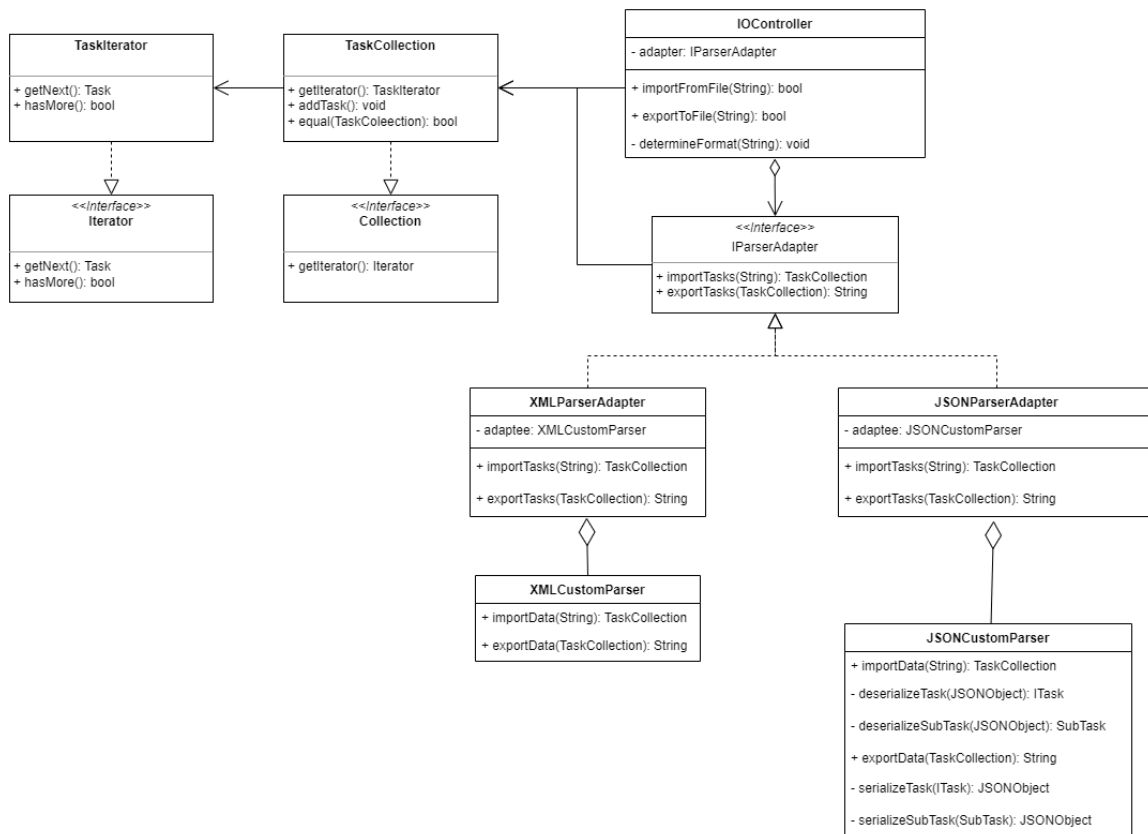 TaskIterator
+ getNext(): Task
+ hasMore(): bool
TaskCollection
+ getIterator(): TaskIterator
+ addTask(): void
+ equal(TaskColeection): bool
IOController
- adapter: IParserAdapter
+ importFromFile(String): bool
+ exportToFile(String): bool
- determineFormat(String): void
<<Interface>>
Iterator
+ getNext(): Task
+ hasMore(): bool
<<Interface>>
Collection
+ getIterator(): Iterator
<<Interface>>
IParserAdapter
+ importTasks(String): TaskCollection
+ exportTasks(TaskCollection): String
XMLParserAdapter
- adaptee: XMLCustomParser
+ importTasks(String): TaskCollection
+ exportTasks(TaskCollection): String
JSONParserAdapter
- adaptee: JSONCustomParser
+ importTasks(String): TaskCollection
+ exportTasks(TaskCollection): String
XMLCustomParser
+ importData(String): TaskCollection
+ exportData(TaskCollection): String
JSONCustomParser
+ importData(String): TaskCollection
- deserializeTask(JSONObject): ITask
- deserializeSubTask(JSONObject): SubTask
+ exportData(TaskCollection): String
- serializeTask(ITask): JSONObject
- serializeSubTask(SubTask): JSONObject